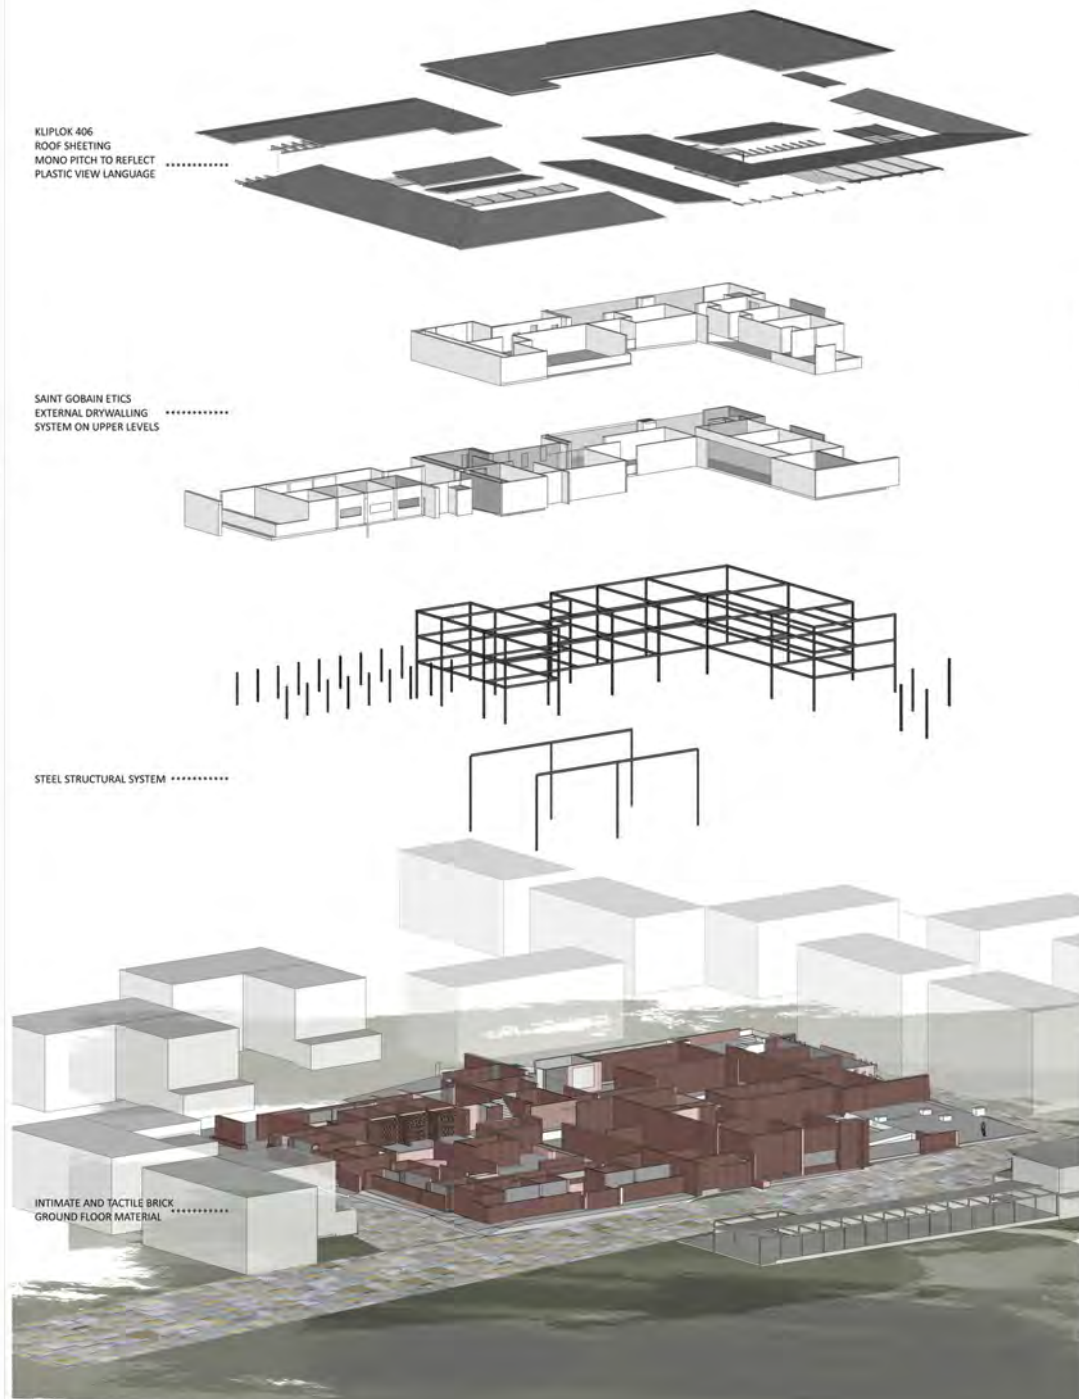 KLIPLOK 406
ROOF SHEETING
MONO PITCH TO REFLECT
PLASTIC VIEW LANGUAGE
SAINT GOBAIN ETICS
EXTERNAL DRYWALLING
SYSTEM ON UPPER LEVELS
STEEL STRUCTURAL SYSTEM
INTIMATE AND TACTILE BRICK
GROUND FLOOR MATERIAL